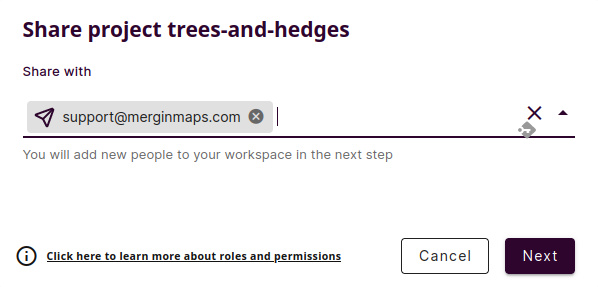 Share project trees-and-hedges
Share with
support@merginmaps.com
You will add new people to your workspace in the next step
Click here to learn more about roles and permissions
Cancel
Next